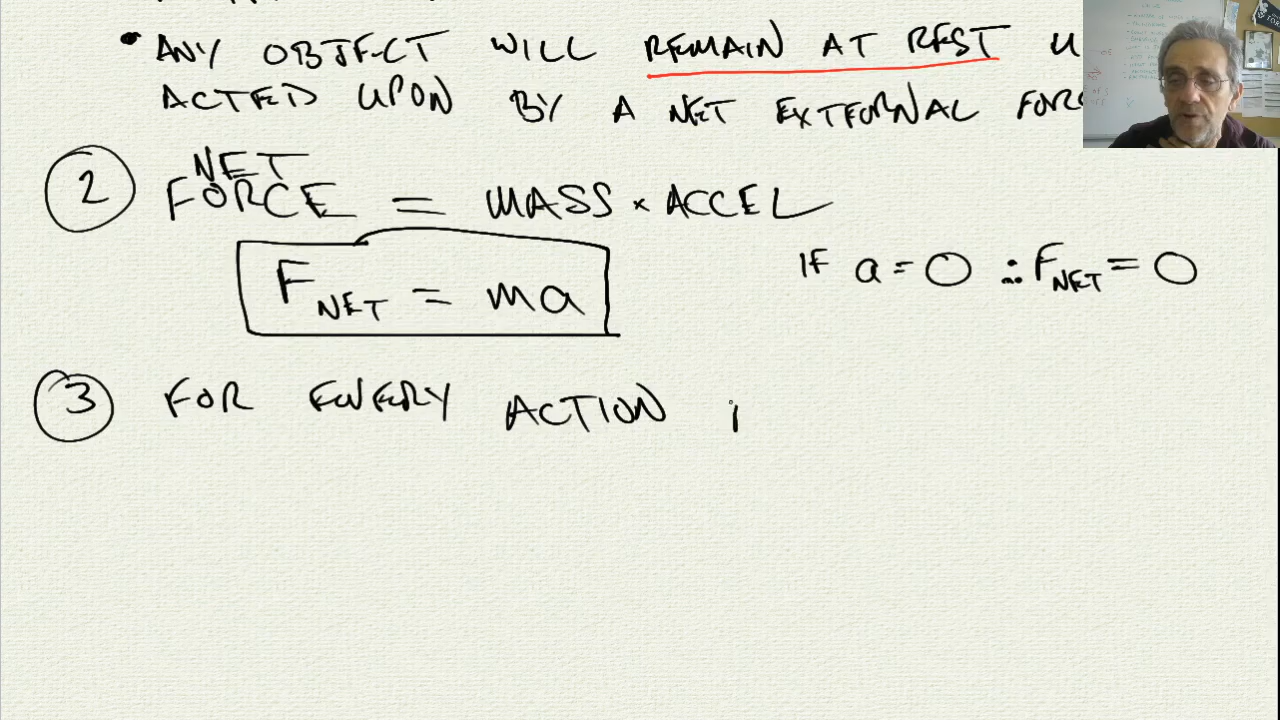 • ANY OBJECT WILL REMAIN AT REST U
ACTED UPON BY A NET EXTERNAL FORC
② NET
FORCE = MASS × ACCEL
F NET = ma
IF a = 0 ∴ F NET = 0
③ FOR EVERY ACTION